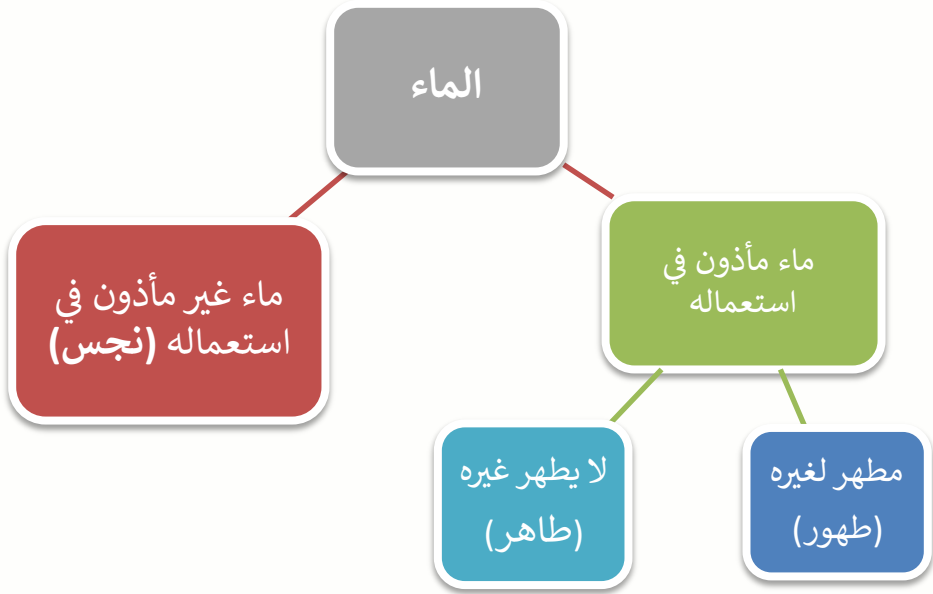 الماء
ماء مأذون في
استعماله
ماء غير مأذون في
استعماله (نجس)
مطهر لغيره
(طهور)
لا يطهر غيره
(طاهر)